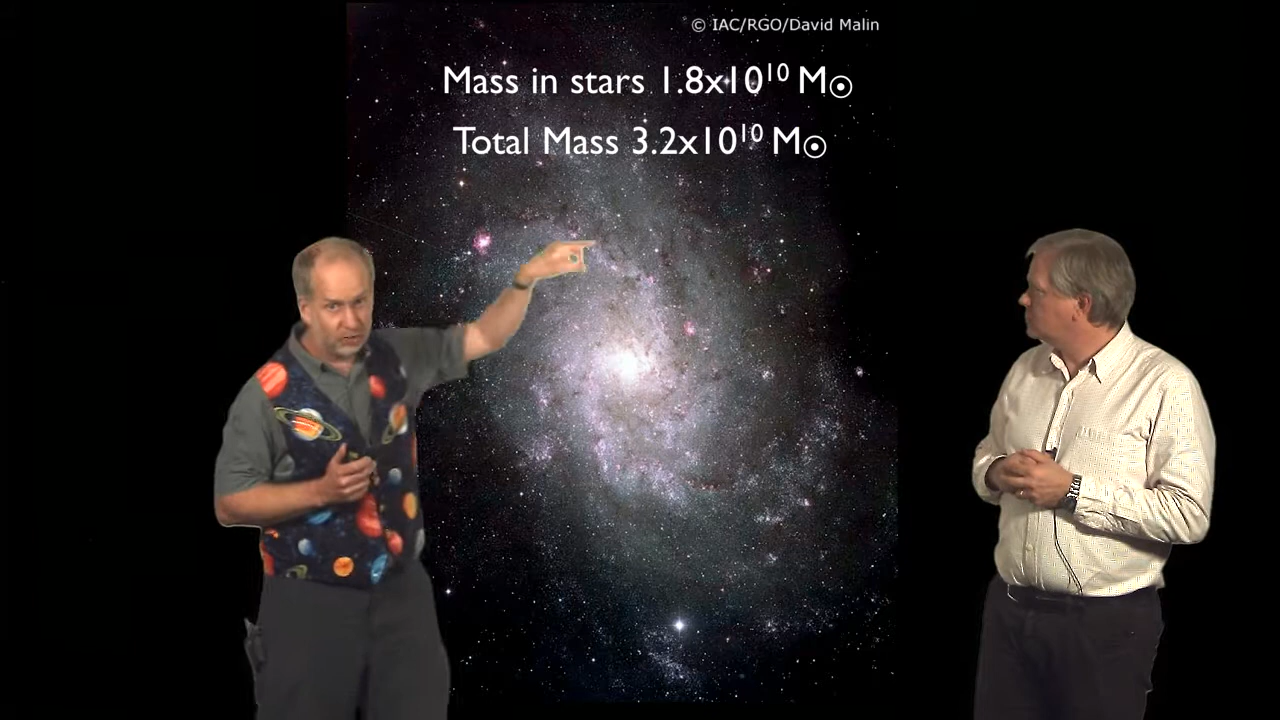 © IAC/RGO/David Malin
Mass in stars 1.8x10¹⁰ M☉
Total Mass 3.2x10¹⁰ M☉